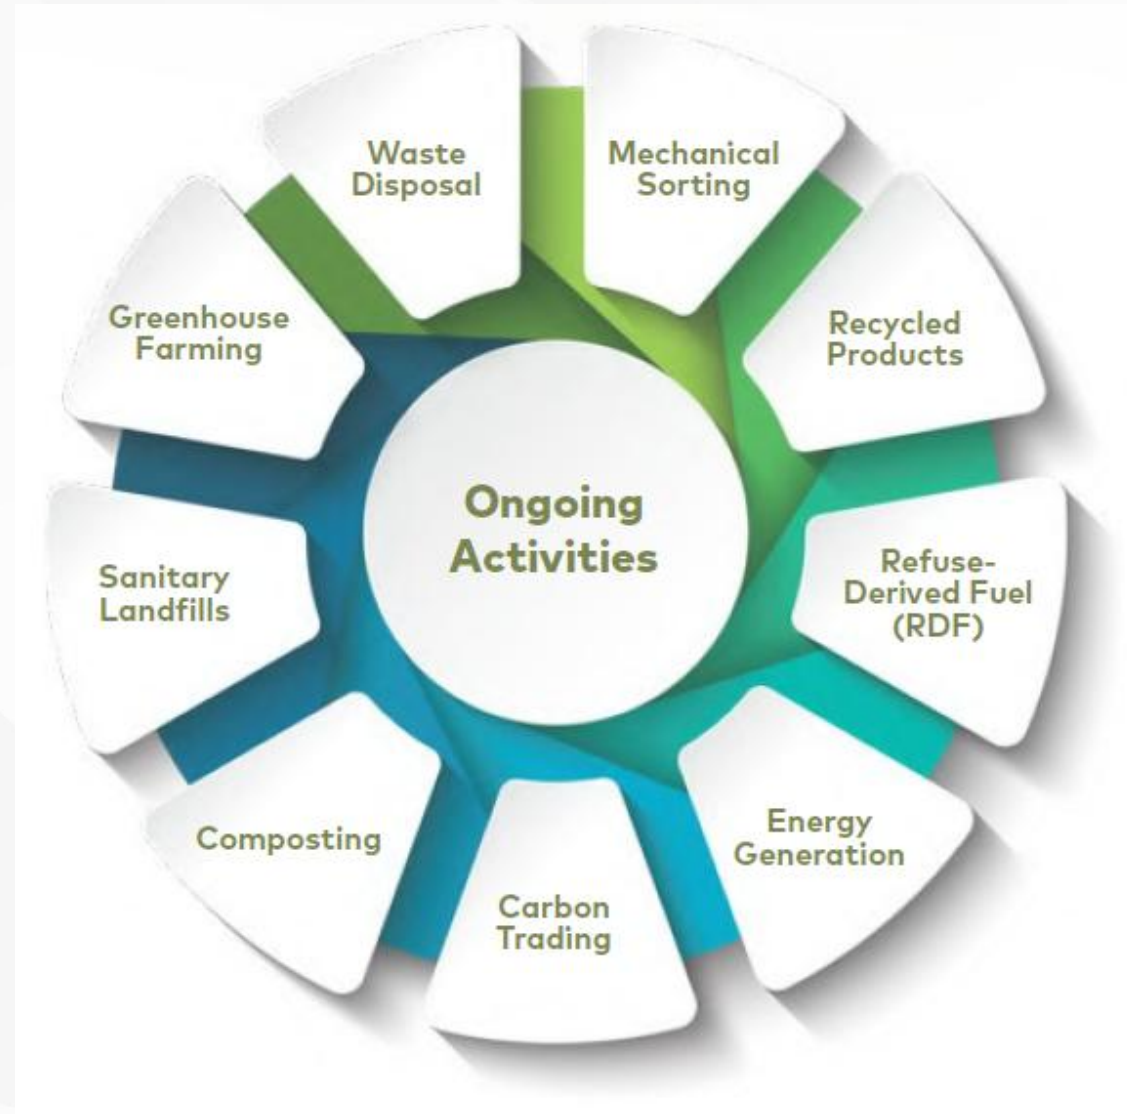 Waste
Disposal
Mechanical
Sorting
Greenhouse
Farming
Recycled
Products
Ongoing
Activities
Sanitary
Landfills
Refuse-
Derived Fuel
(RDF)
Composting
Energy
Generation
Carbon
Trading